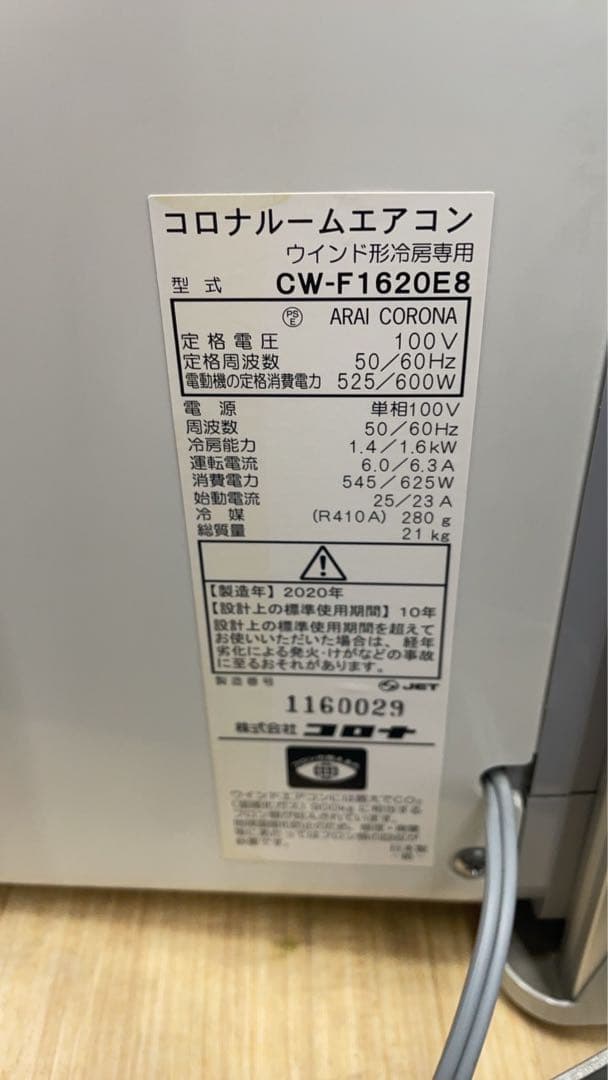 コロナルームエアコン
ウインド形冷房専用
型式 CW-F1620E8
PSE ARAI CORONA
定格電圧 100V
定格周波数 50/60Hz
電動機の定格消費電力 525/600W
電源 単相100V
周波数 50/60Hz
冷房能力 1.4/1.6kW
運転電流 6.0/6.3A
消費電力 545/625W
始動電流 25/23A
冷媒 (R410A) 280g
総質量 21kg
【製造年】2020年
【設計上の標準使用期間】10年
設計上の標準使用期間を超えて
お使いいただいた場合は、経年
劣化による発火・けがなどの事故
に至るおそれがあります。
製造番号 JET
1160029
株式会社 コロナ